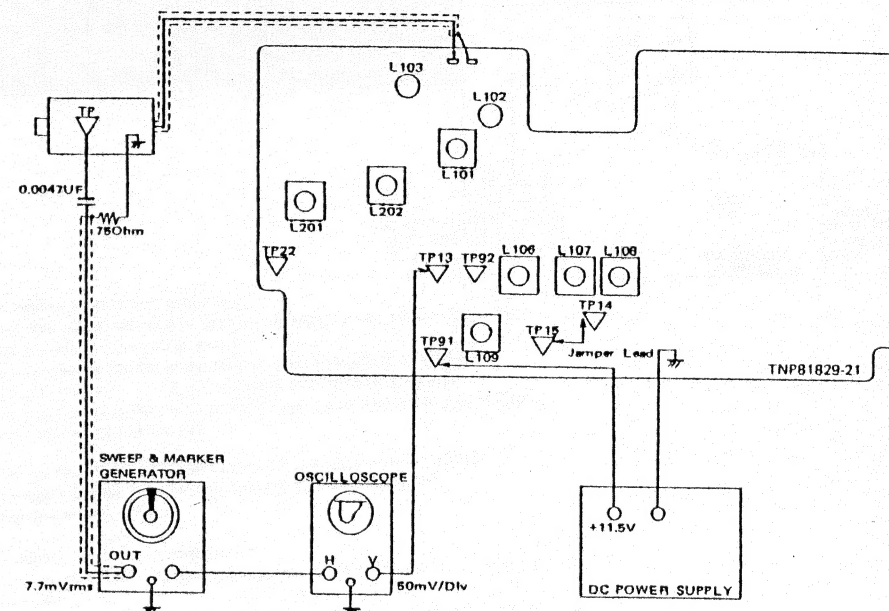 L103
L102
TP
L101
0.0047UF
L202
L201
75Ohm
TP22
TP13
TP92
L106
L107
L108
TP14
TP15
TP91
L109
Jamper Lead
TNP81829-21
SWEEP & MARKER
GENERATOR
OSCILLOSCOPE
+11.5V
OUT
H
V
7.7mVrms
50mV/Div
DC POWER SUPPLY